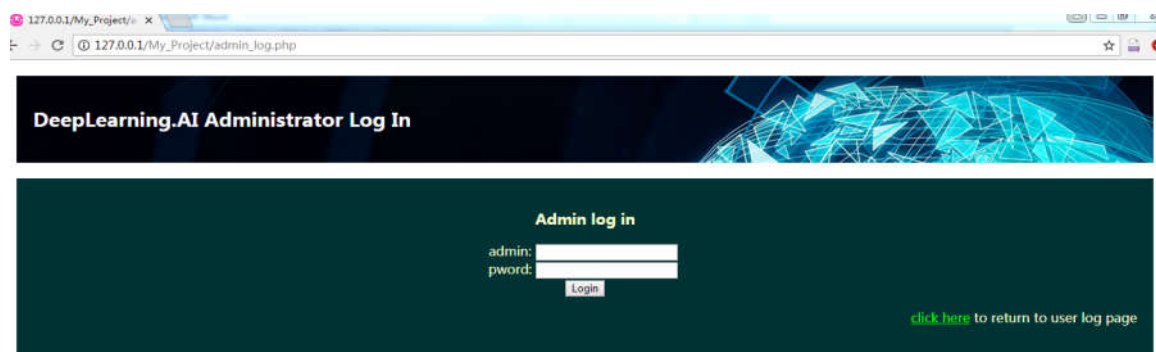 127.0.0.1/My_Project/a
127.0.0.1/My_Project/admin_log.php
DeepLearning.AI Administrator Log In
Admin log in
admin:
pword:
Login
click here to return to user log page